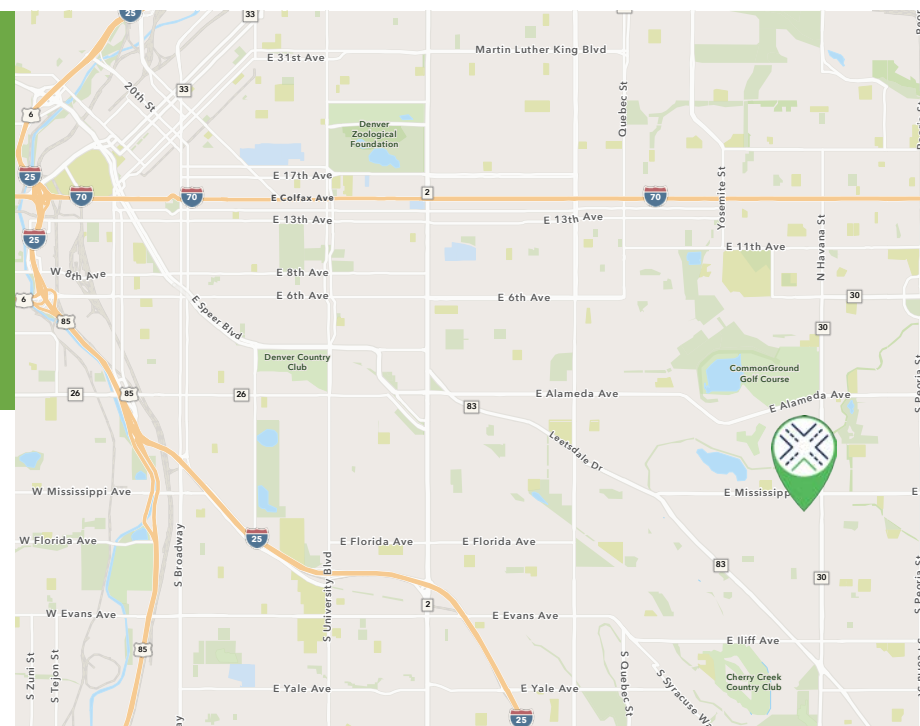 25
33
Martin Luther King Blvd
E 31st Ave
33
20th St
6
Quebec St
Denver
Zoological
Foundation
25
E 17th Ave
70
70
E Colfax Ave
2
70
Yosemite St
E 13th Ave
E 13th Ave
25
E 11th Ave
N Havana St
W 8th Ave
E 8th Ave
6
E 6th Ave
E 6th Ave
30
E Speer Blvd
85
30
Denver Country
Club
CommonGround
Golf Course
26
85
26
E Alameda Ave
83
E Alameda Ave
S Peoria St
Leetsdale Dr
W Mississippi Ave
E Mississipp
E
W Florida Ave
25
E Florida Ave
E Florida Ave
S Broadway
S University Blvd
83
30
S Peoria St
2
W Evans Ave
E Evans Ave
85
E Iliff Ave
S Zuni St
S Tejon St
S Quebec St
S Syracuse Wa
Cherry Creek
Country Club
E Yale Ave
E Yale Ave
25